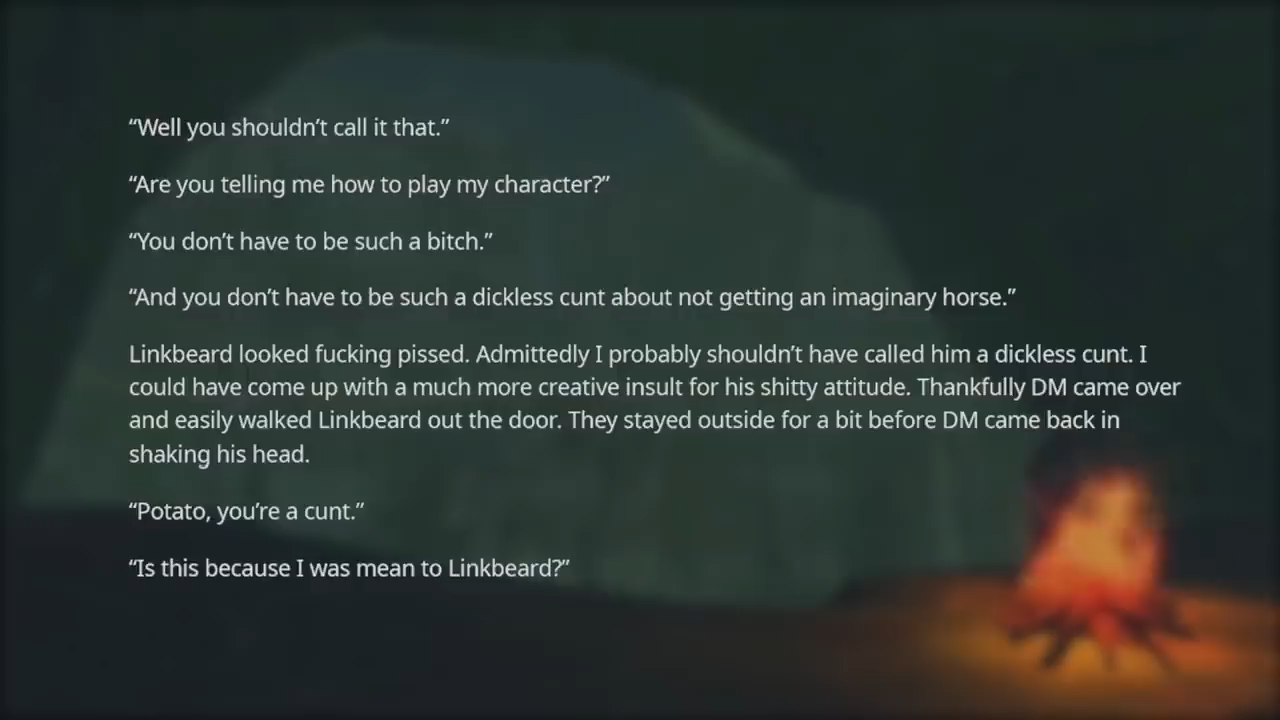 “Well you shouldn’t call it that.”
“Are you telling me how to play my character?”
“You don’t have to be such a bitch.”
“And you don’t have to be such a dickless cunt about not getting an imaginary horse.”
Linkbeard looked fucking pissed. Admittedly I probably shouldn’t have called him a dickless cunt. I
could have come up with a much more creative insult for his shitty attitude. Thankfully DM came over
and easily walked Linkbeard out the door. They stayed outside for a bit before DM came back in
shaking his head.
“Potato, you’re a cunt.”
“Is this because I was mean to Linkbeard?”